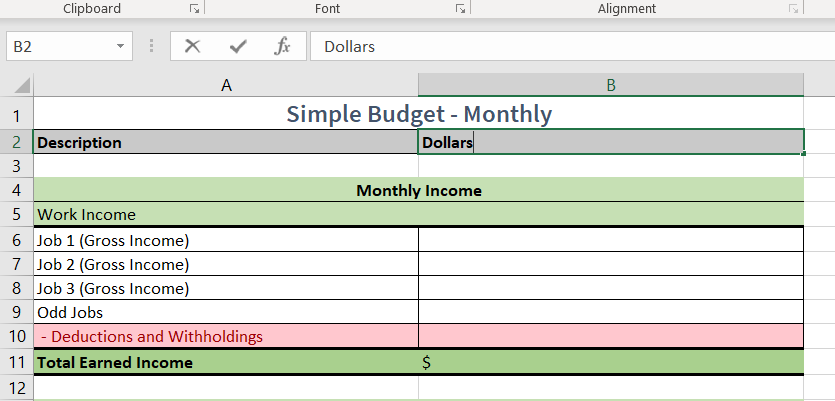 Clipboard Font Alignment
B2 fx Dollars
A B
1 Simple Budget - Monthly
2 Description Dollars
3
4 Monthly Income
5 Work Income
6 Job 1 (Gross Income)
7 Job 2 (Gross Income)
8 Job 3 (Gross Income)
9 Odd Jobs
10 - Deductions and Withholdings
11 Total Earned Income $
12